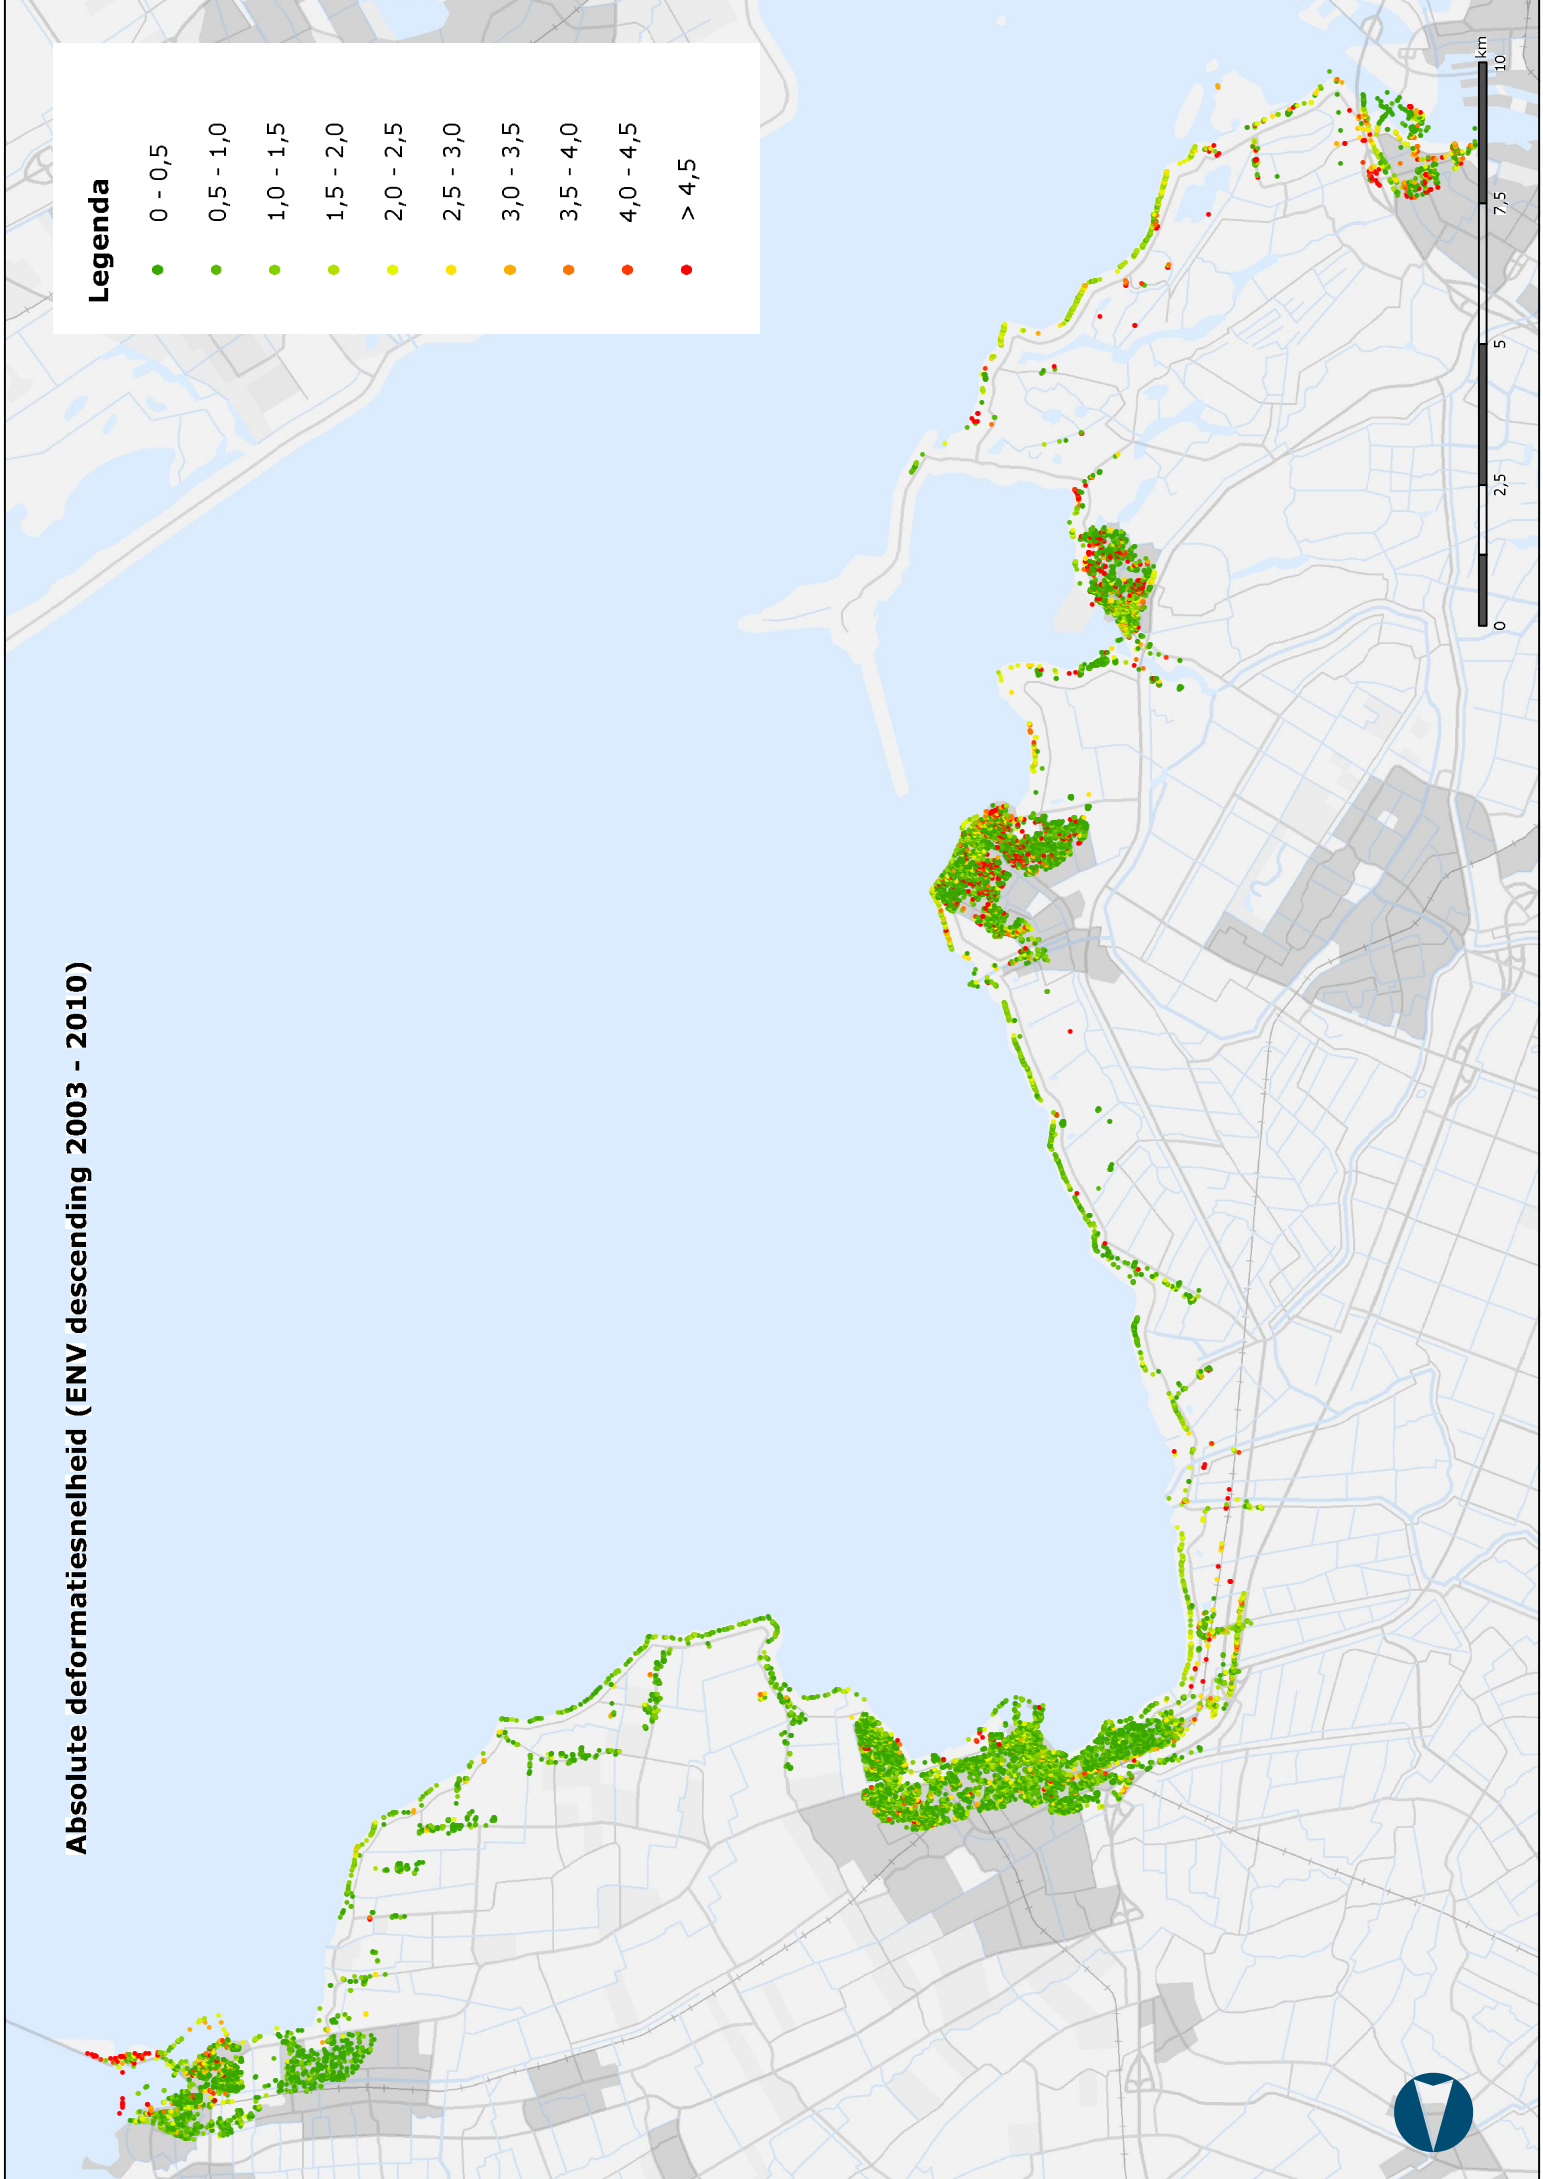 Absolute deformatiesnelheid (ENV descending 2003 - 2010)
Legenda
0 - 0,5
0,5 - 1,0
1,0 - 1,5
1,5 - 2,0
2,0 - 2,5
2,5 - 3,0
3,0 - 3,5
3,5 - 4,0
4,0 - 4,5
> 4,5
0 2,5 5 7,5 10
km